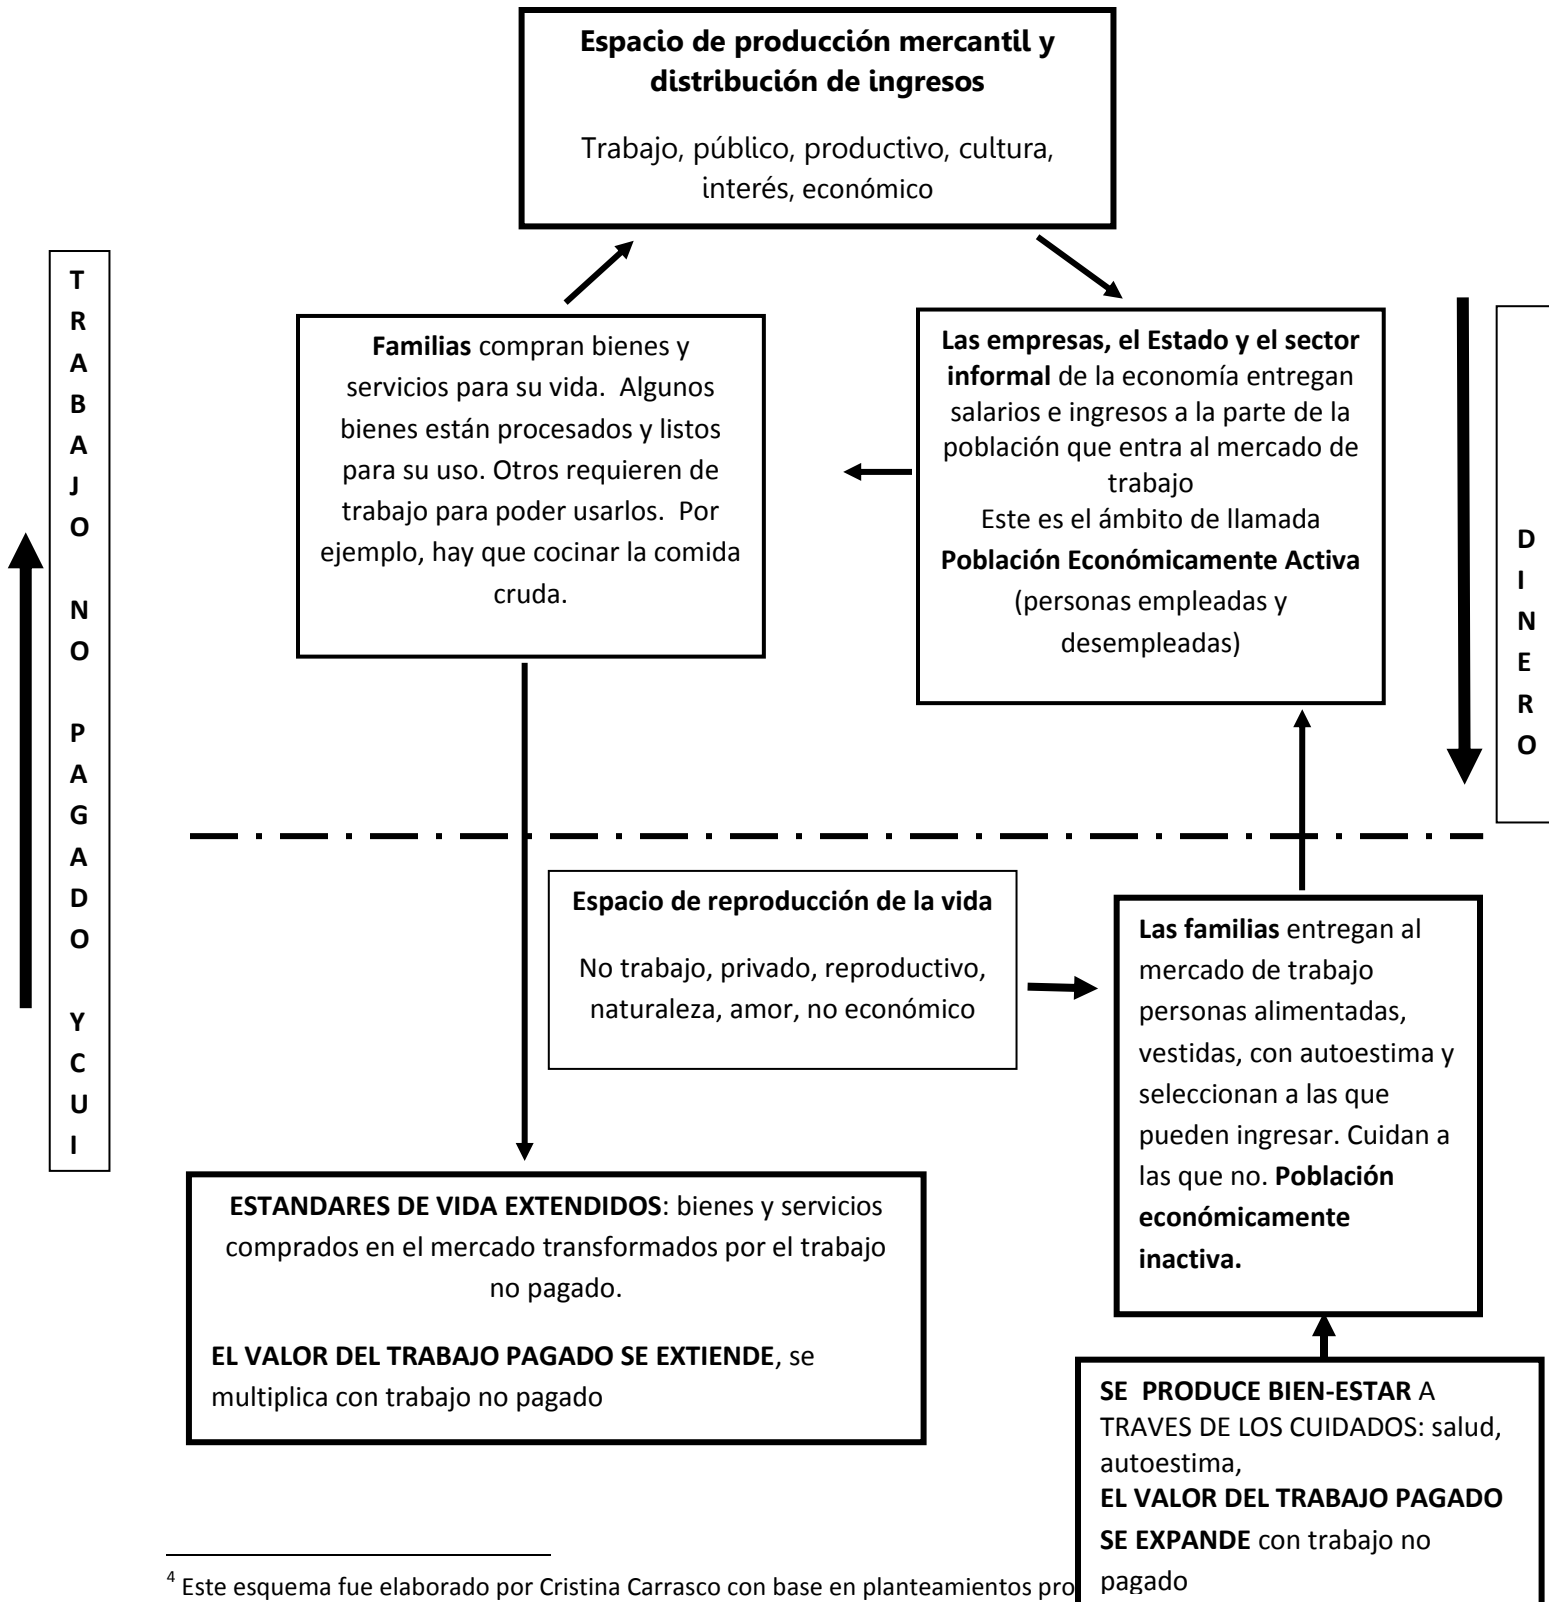 Espacio de producción mercantil y
distribución de ingresos
Trabajo, público, productivo, cultura,
interés, económico
T
R
A
B
A
J
O
N
O
P
A
G
A
D
O
Y
C
U
I
Familias compran bienes y
servicios para su vida.  Algunos
bienes están procesados y listos
para su uso. Otros requieren de
trabajo para poder usarlos.  Por
ejemplo, hay que cocinar la comida
cruda.
Las empresas, el Estado y el sector
informal de la economía entregan
salarios e ingresos a la parte de la
población que entra al mercado de
trabajo
Este es el ámbito de llamada
Población Económicamente Activa
(personas empleadas y
desempleadas)
D
I
N
E
R
O
Espacio de reproducción de la vida
No trabajo, privado, reproductivo,
naturaleza, amor, no económico
Las familias entregan al
mercado de trabajo
personas alimentadas,
vestidas, con autoestima y
seleccionan a las que
pueden ingresar. Cuidan a
las que no. Población
económicamente
inactiva.
ESTANDARES DE VIDA EXTENDIDOS: bienes y servicios
comprados en el mercado transformados por el trabajo
no pagado.
EL VALOR DEL TRABAJO PAGADO SE EXTIENDE, se
multiplica con trabajo no pagado
SE  PRODUCE BIEN-ESTAR A
TRAVES DE LOS CUIDADOS: salud,
autoestima,
EL VALOR DEL TRABAJO PAGADO
SE EXPANDE con trabajo no
pagado
4 Este esquema fue elaborado por Cristina Carrasco con base en planteamientos pro